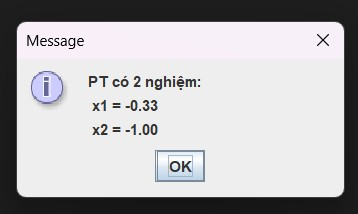 Message
PT có 2 nghiệm:
x1 = -0.33
x2 = -1.00
OK